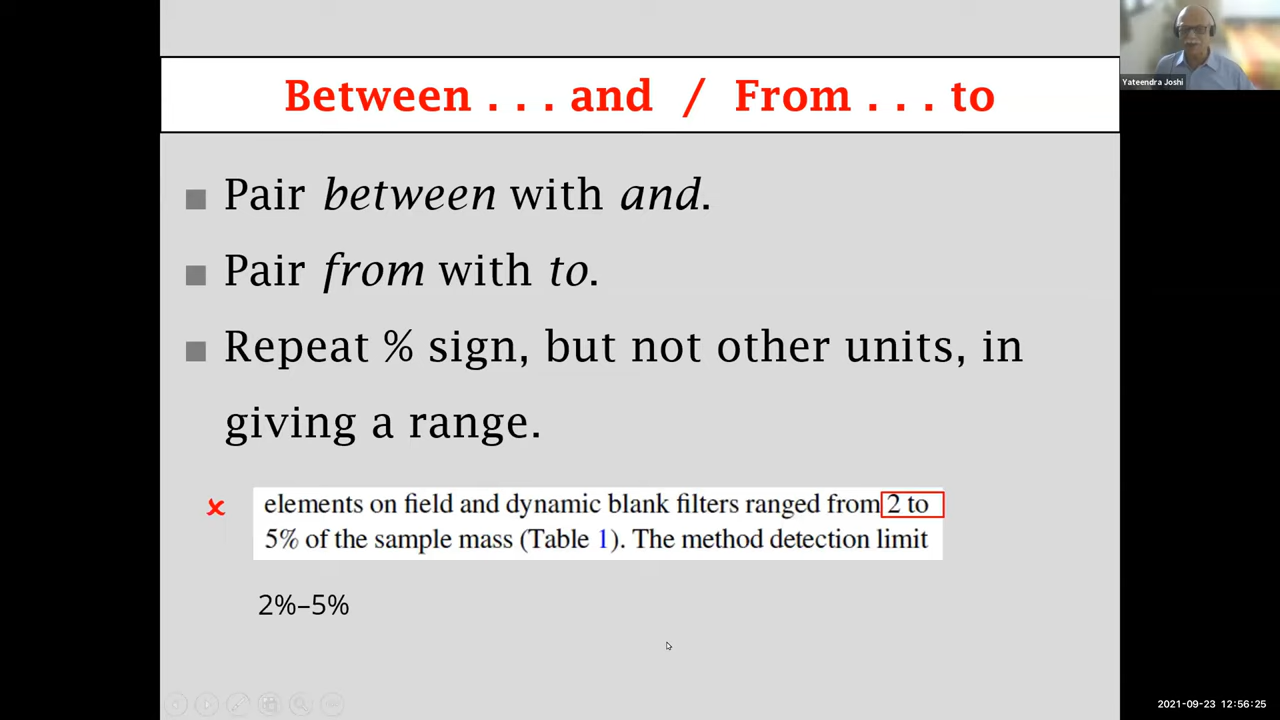 Between . . . and / From . . . to
Yateendra Joshi
■ Pair between with and.
■ Pair from with to.
■ Repeat % sign, but not other units, in
giving a range.
✘ elements on field and dynamic blank filters ranged from 2 to
5% of the sample mass (Table 1). The method detection limit
2%–5%
2021-09-23 12:56:25